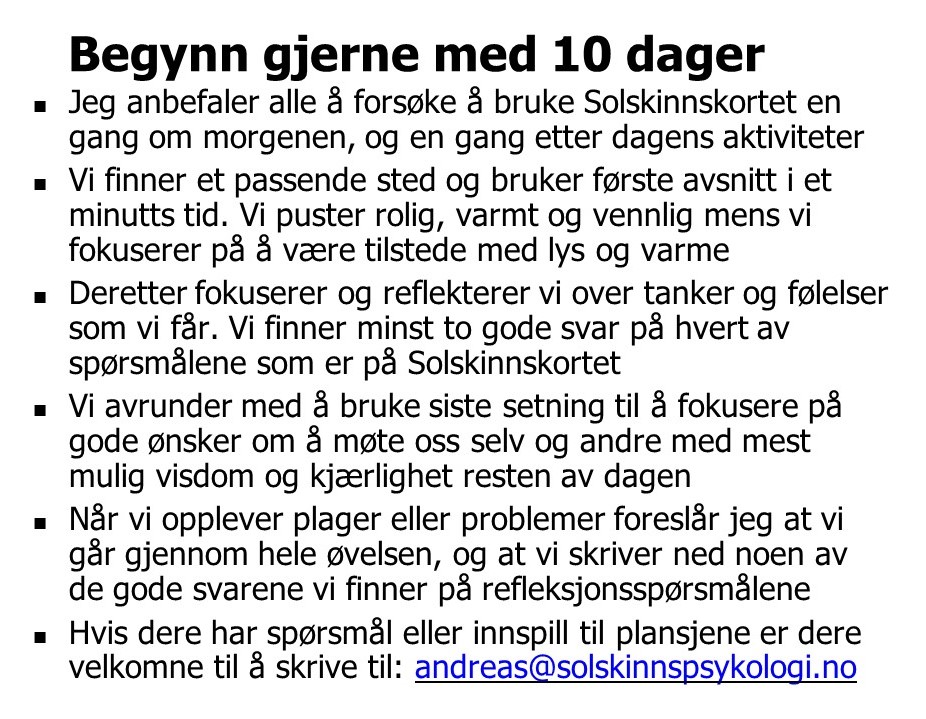 Begynn gjerne med 10 dager
▪ Jeg anbefaler alle å forsøke å bruke Solskinnskortet en
gang om morgenen, og en gang etter dagens aktiviteter
▪ Vi finner et passende sted og bruker første avsnitt i et
minutts tid. Vi puster rolig, varmt og vennlig mens vi
fokuserer på å være tilstede med lys og varme
▪ Deretter fokuserer og reflekterer vi over tanker og følelser
som vi får. Vi finner minst to gode svar på hvert av
spørsmålene som er på Solskinnskortet
▪ Vi avrunder med å bruke siste setning til å fokusere på
gode ønsker om å møte oss selv og andre med mest
mulig visdom og kjærlighet resten av dagen
▪ Når vi opplever plager eller problemer foreslår jeg at vi
går gjennom hele øvelsen, og at vi skriver ned noen av
de gode svarene vi finner på refleksjonsspørsmålene
▪ Hvis dere har spørsmål eller innspill til plansjene er dere
velkomne til å skrive til: andreas@solskinnspsykologi.no